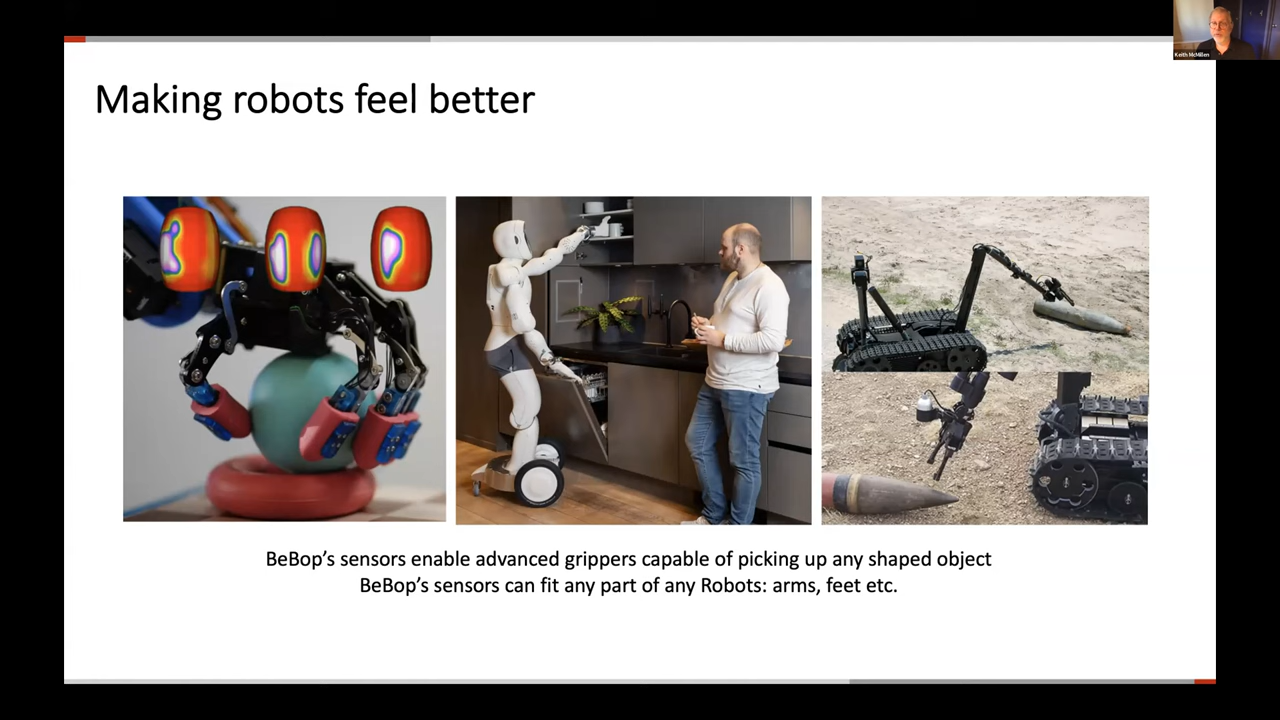 Keith McMillen
Making robots feel better
BeBop’s sensors enable advanced grippers capable of picking up any shaped object
BeBop’s sensors can fit any part of any Robots: arms, feet etc.